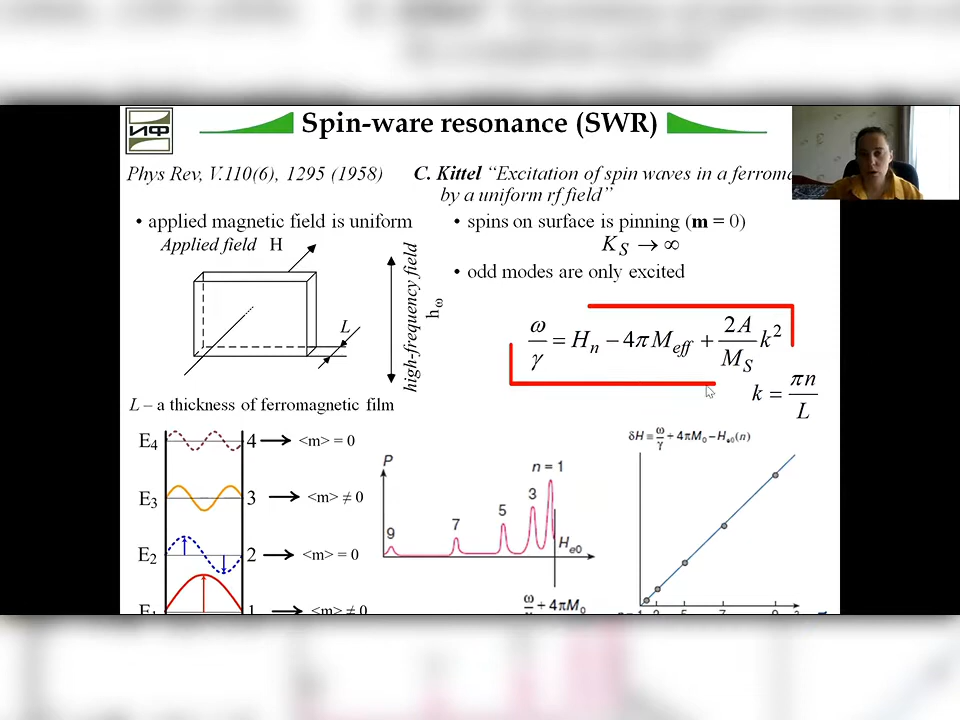 ИФ
Spin-ware resonance (SWR)
Phys Rev, V.110(6), 1295 (1958)
C. Kittel “Excitation of spin waves in a
by a uniform rf field”
• applied magnetic field is uniform
Applied field H
L
high-frequency field
hω
L – a thickness of ferromagnetic film
• spins on surface is pinning (m = 0)
K_S → ∞
• odd modes are only excited
ω/γ = H_n − 4πM_eff + 2A/M_S k²
k = πn/L
E4 4 <m> = 0
E3 3 <m> ≠ 0
E2 2 <m> = 0
E1 1 <m> ≠ 0
P
n = 1
3
5
7
9
H_e0
ω/γ + 4πM₀
δH ≡ ω/γ + 4πM₀ − H_e0(n)